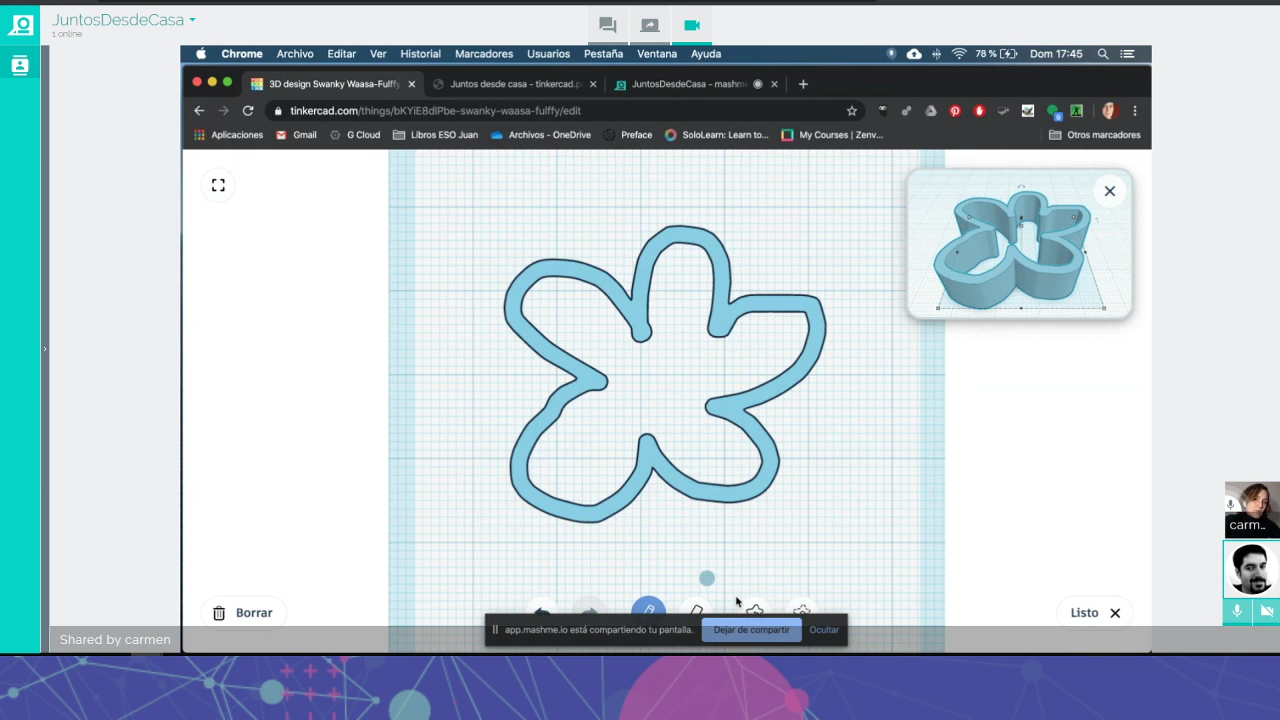 JuntosDesdeCasa
1 online
Chrome Archivo Editar Ver Historial Marcadores Usuarios Pestaña Ventana Ayuda 78 % Dom 17:45
3D design Swanky Waasa-Fulffy Juntos desde casa - tinkercad.p JuntosDesdeCasa - mashm
tinkercad.com/things/bKYiE8dlPbe-swanky-waasa-fulffy/edit
Aplicaciones Gmail G Cloud Libros ESO Juan Archivos - OneDrive Preface SoloLearn: Learn to... My Courses | Zenv... Otros marcadores
carm...
Borrar
Listo
app.mashme.io está compartiendo tu pantalla. Dejar de compartir Ocultar
Shared by carmen